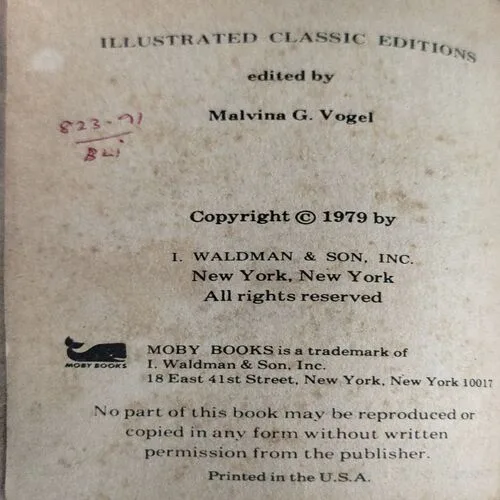 ILLUSTRATED CLASSIC EDITIONS
edited by
Malvina G. Vogel
823.91
Copyright © 1979 by
I. WALDMAN & SON, INC.
New York, New York
All rights reserved
MOBY BOOKS
MOBY BOOKS is a trademark of
I. Waldman & Son, Inc.
18 East 41st Street, New York, New York 10017
No part of this book may be reproduced or
copied in any form without written
permission from the publisher.
Printed in the U.S.A.